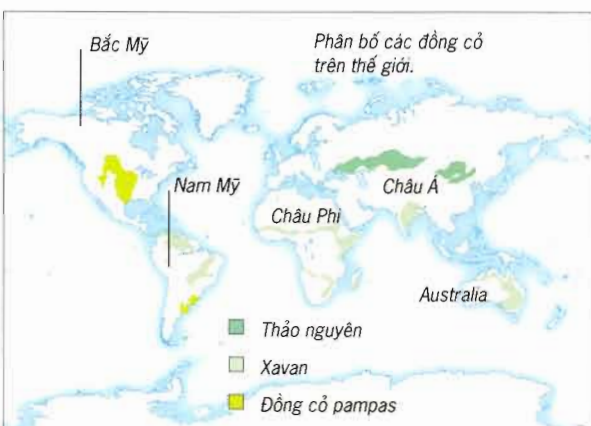 Bắc Mỹ
Phân bố các đồng cỏ
trên thế giới.
Nam Mỹ
Châu Á
Châu Phi
Australia
Thảo nguyên
Xavan
Đồng cỏ pampas